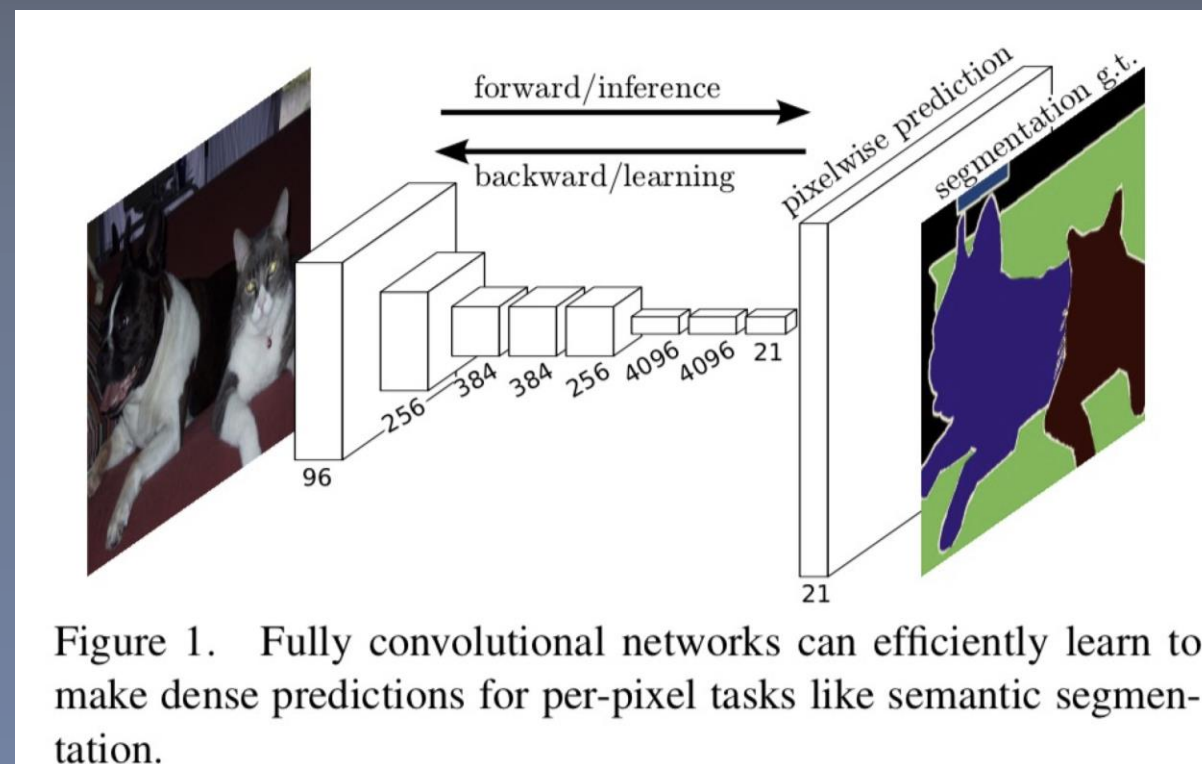 forward/inference
backward/learning
pixelwise prediction
segmentation g.t.
96
256
384
384
256
4096
4096
21
21
Figure 1. Fully convolutional networks can efficiently learn to
make dense predictions for per-pixel tasks like semantic segmen-
tation.